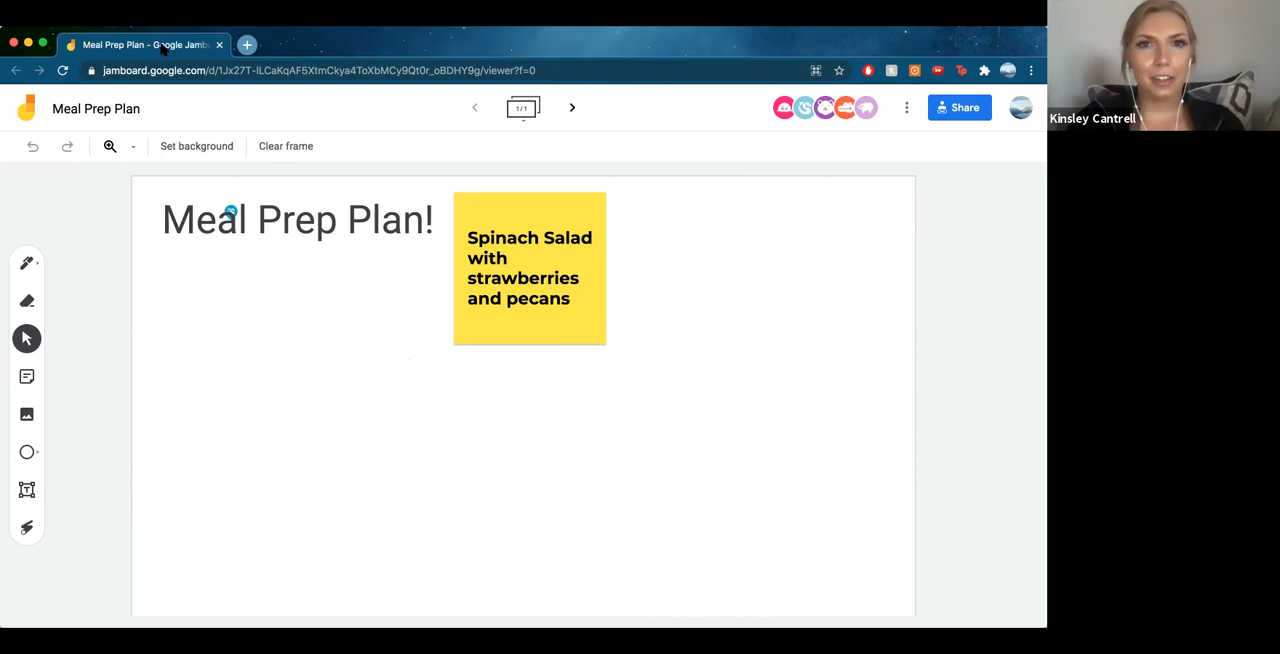 Meal Prep Plan - Google Jamb
jamboard.google.com/d/1Jx27T-ILCaKqAF5XtmCkya4ToXbMCy9Qt0r_oBDHY9g/viewer?f=0
Meal Prep Plan
1/1
Share
Set background
Clear frame
Meal Prep Plan!
Spinach Salad
with
strawberries
and pecans
Kinsley Cantrell